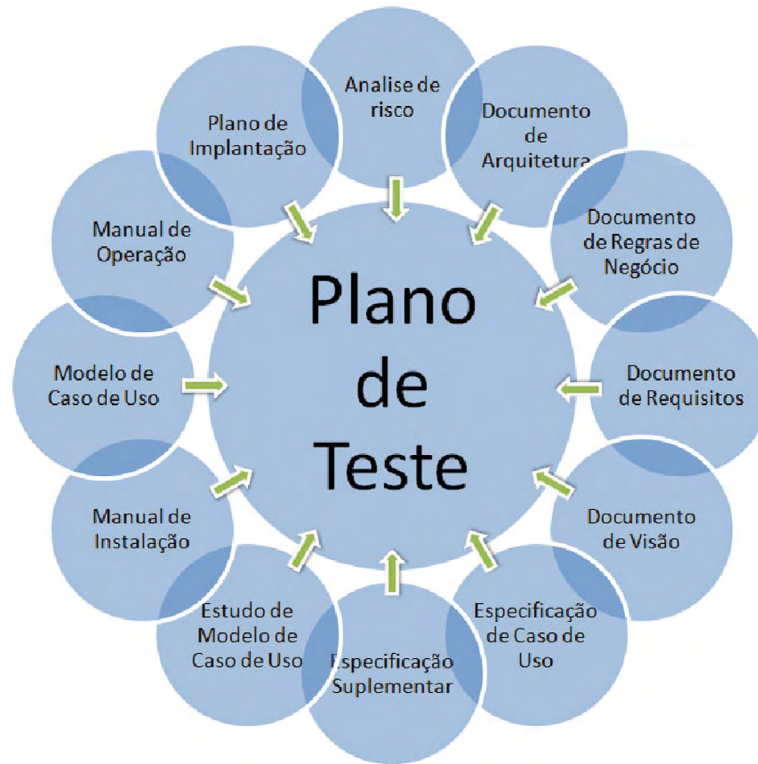 Analise de
risco
Documento
de
Arquitetura
Documento
de Regras de
Negócio
Documento
de Requisitos
Documento
de Visão
Especificação
de Caso de
Uso
Especificação
Suplementar
Estudo de
Modelo de
Caso de Uso
Manual de
Instalação
Modelo de
Caso de Uso
Manual de
Operação
Plano de
Implantação
Plano
de
Teste